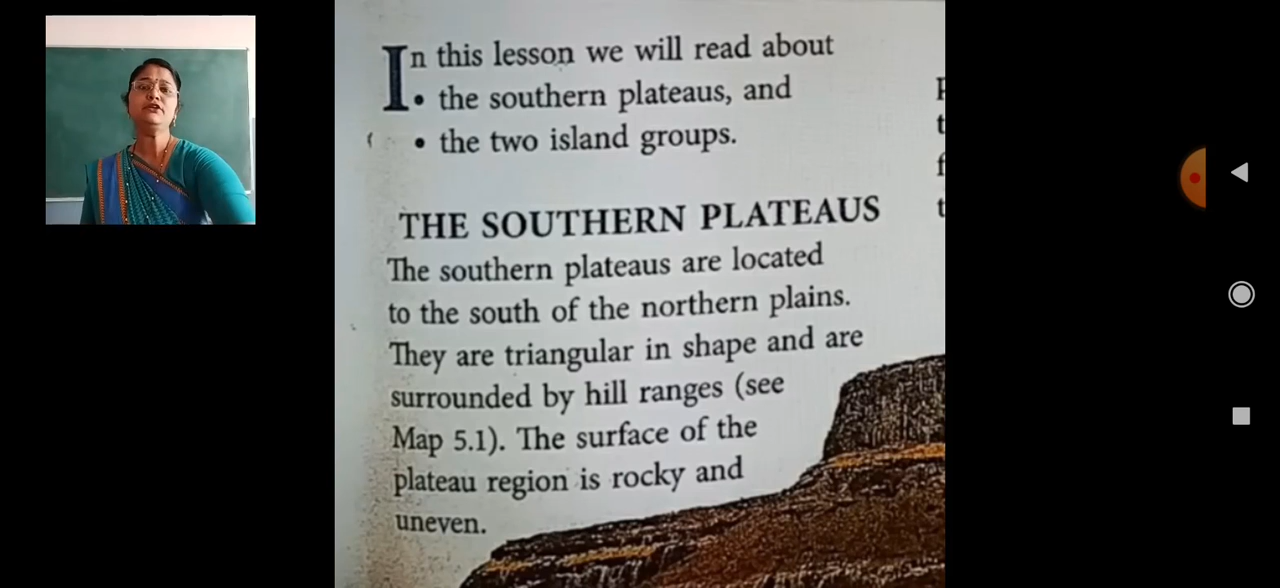 In this lesson we will read about
• the southern plateaus, and
• the two island groups.
THE SOUTHERN PLATEAUS
The southern plateaus are located
to the south of the northern plains.
They are triangular in shape and are
surrounded by hill ranges (see
Map 5.1). The surface of the
plateau region is rocky and
uneven.